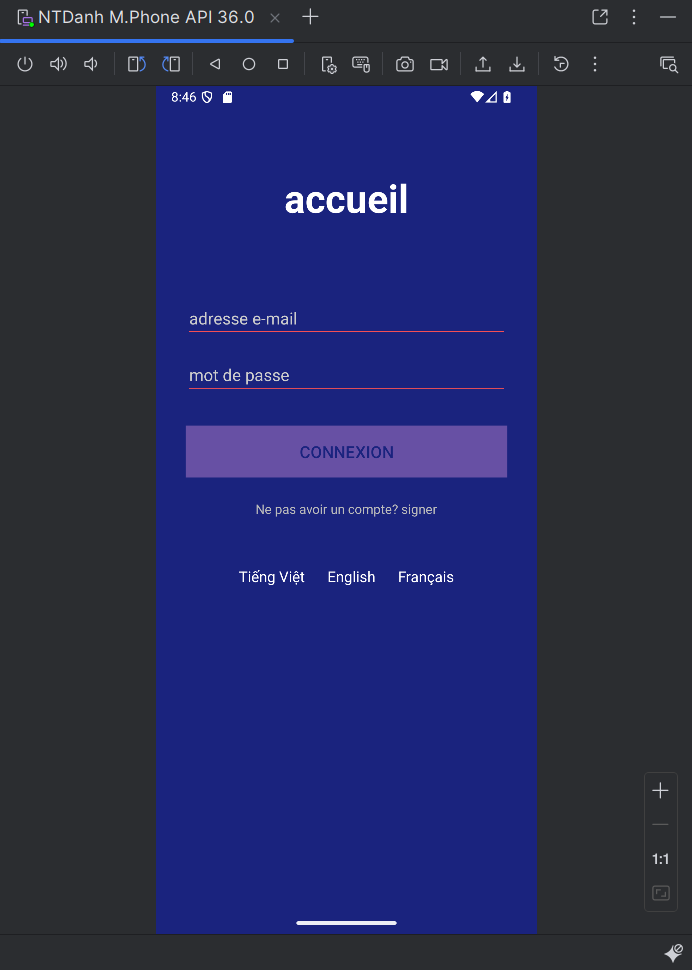 NTDanh M.Phone API 36.0
8:46
accueil
adresse e-mail
mot de passe
CONNEXION
Ne pas avoir un compte? signer
Tiếng Việt English Français
1:1